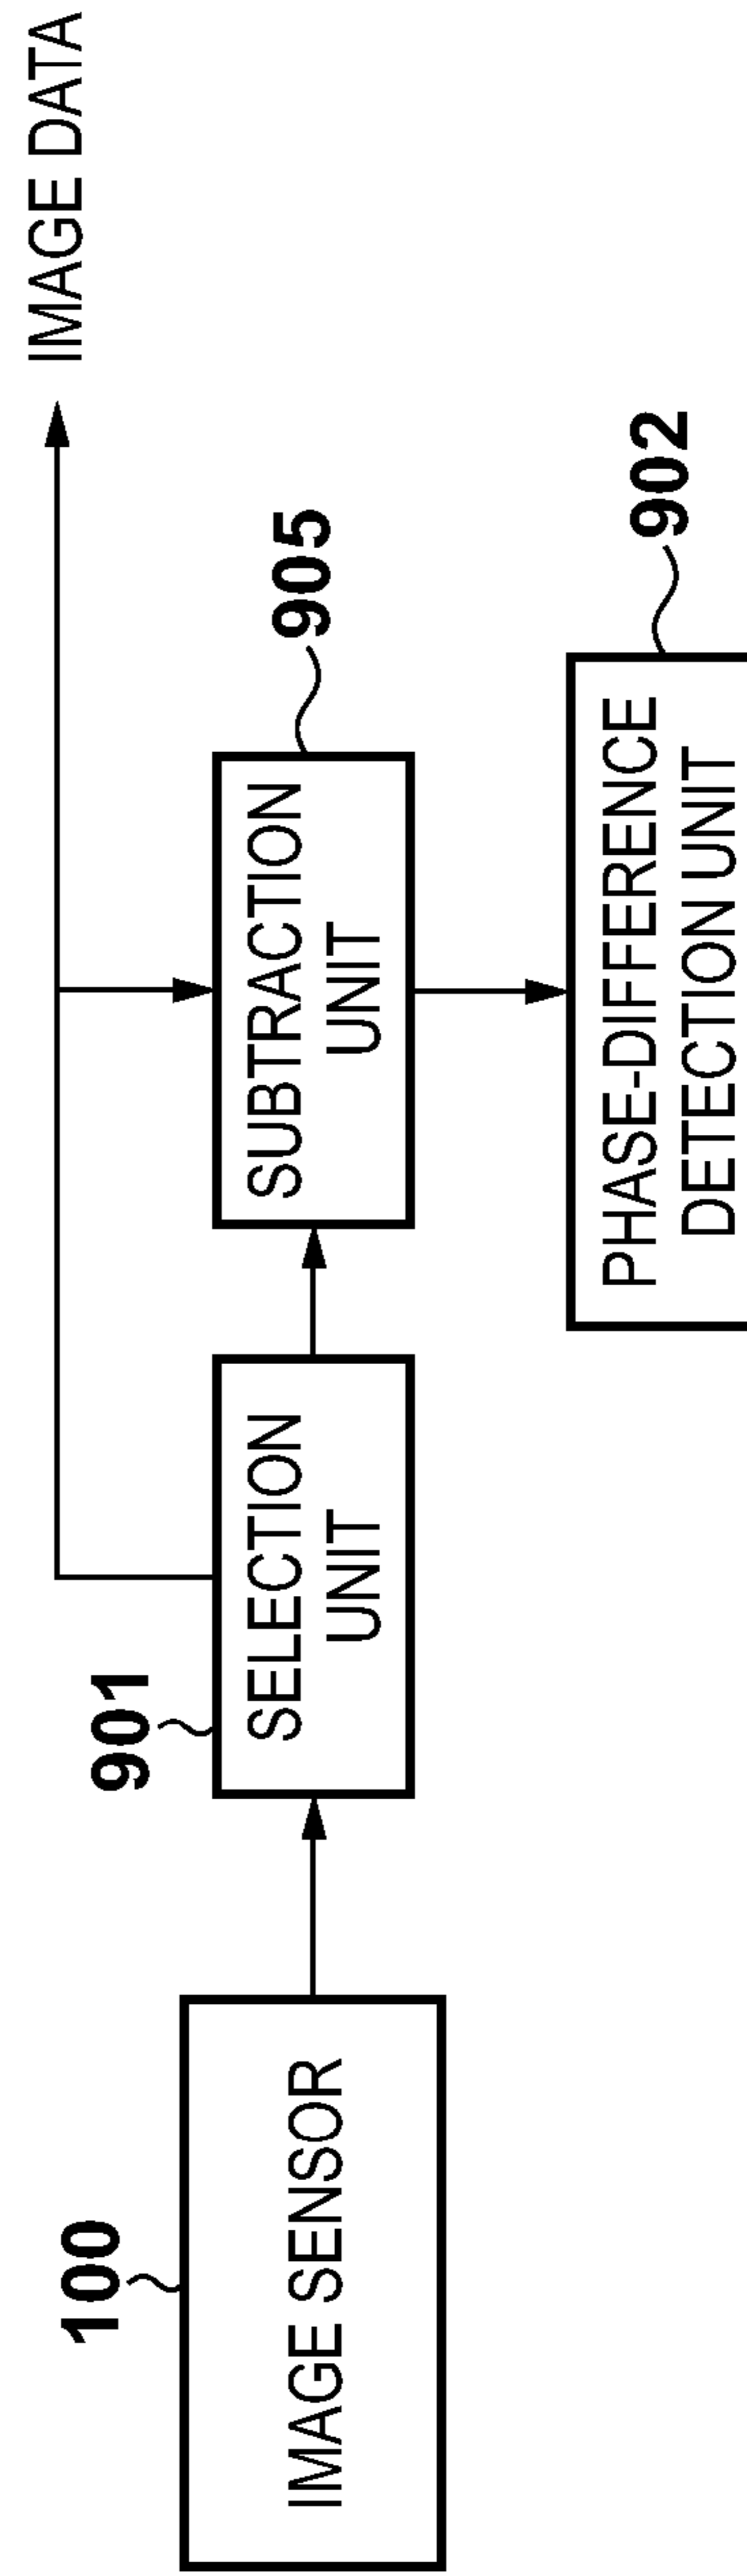 IMAGE DATA
100
IMAGE SENSOR
901
SELECTION
UNIT
905
SUBTRACTION
UNIT
902
PHASE-DIFFERENCE
DETECTION UNIT